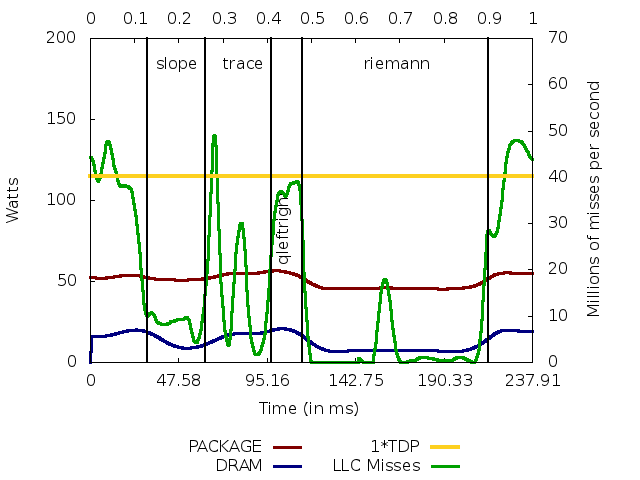 0 0.1 0.2 0.3 0.4 0.5 0.6 0.7 0.8 0.9 1
200 70
slope trace riemann
60
150
50
40
100
30
qleftrigh
50 20
10
0 0
Watts
Millions of misses per second
0 47.58 95.16 142.75 190.33 237.91
Time (in ms)
PACKAGE 1*TDP
DRAM LLC Misses